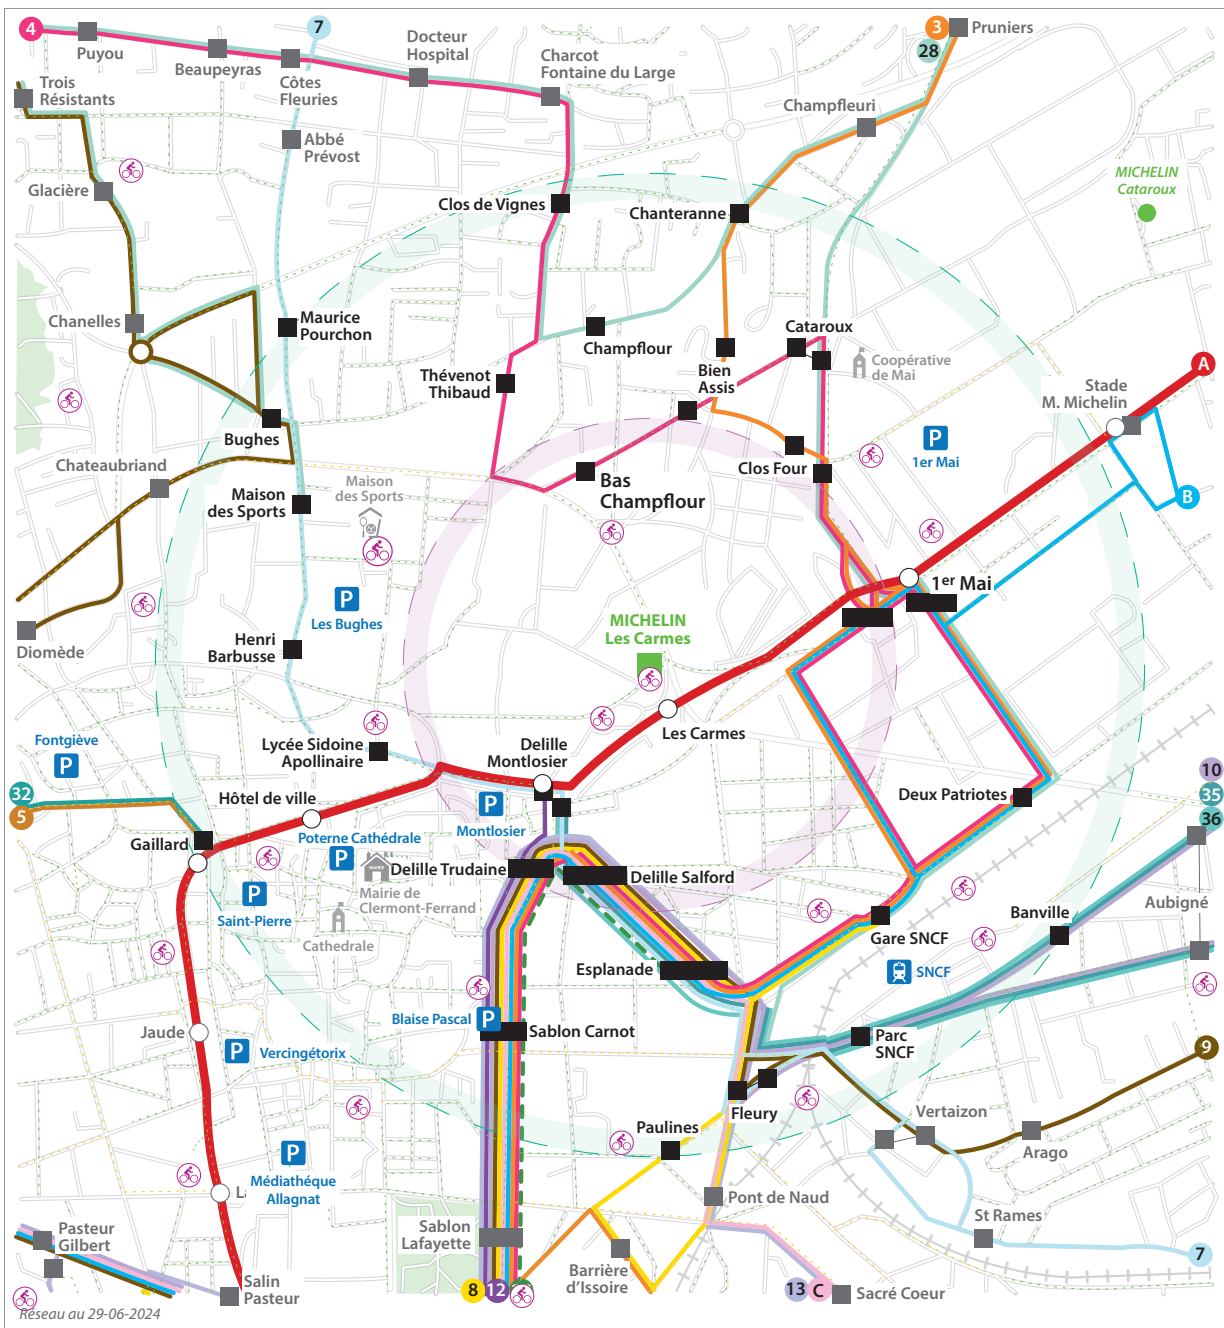 4
7
3
28
Pruniers
Puyou
Beaupeyras
Côtes
Fleuries
Docteur
Hospital
Charcot
Fontaine du Large
Trois
Résistants
Champfleuri
Abbé
Prévost
MICHELIN
Cataroux
Glacière
Clos de Vignes
Chanteranne
Chanelles
Maurice
Pourchon
Champflour
Cataroux
Coopérative
de Mai
Bien
Assis
Thévenot
Thibaud
A
Stade
M. Michelin
Bughes
P
1er Mai
Chateaubriand
Clos Four
Bas
Champflour
Maison
des Sports
Maison
des Sports
B
1er Mai
P
Les Bughes
MICHELIN
Les Carmes
Diomède
Henri
Barbusse
Les Carmes
Fontgiève
P
Lycée Sidoine
Apollinaire
Delille
Montlosier
10
35
36
32
5
Hôtel de ville
P
Montlosier
Deux Patriotes
Gaillard
Poterne Cathédrale
P
MAIRIE
Mairie de
Clermont-Ferrand
Delille Trudaine
Delille Salford
P
Saint-Pierre
Cathedrale
Aubigné
Banville
Gare SNCF
SNCF
Esplanade
Blaise Pascal
P
Sablon Carnot
Jaude
P
Vercingétorix
Parc
SNCF
9
Fleury
Vertaizon
Arago
Paulines
P
Médiathéque
Allagnat
La
Pont de Naud
St Rames
7
Pasteur
Gilbert
Sablon
Lafayette
Barrière
d'Issoire
Salin
Pasteur
8
12
13
C
Sacré Coeur
Réseau au 29-06-2024